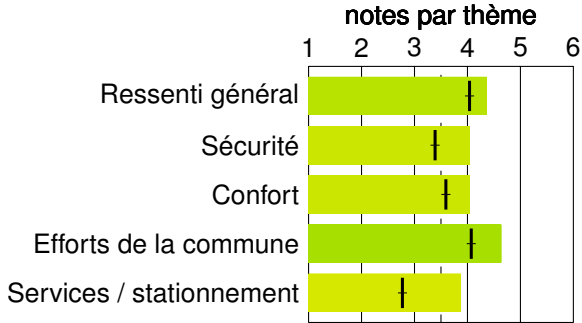 notes par thème
1 2 3 4 5 6
Ressenti général
Sécurité
Confort
Efforts de la commune
Services / stationnement